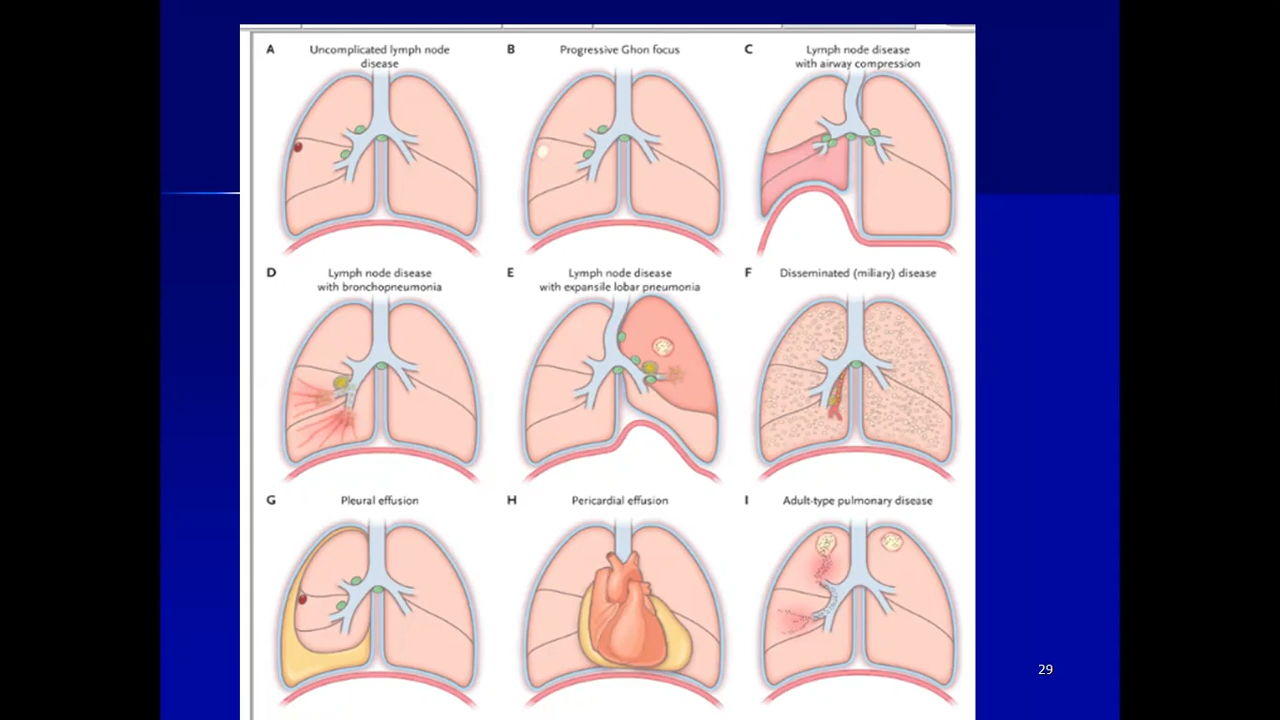 A Uncomplicated lymph node
disease
B Progressive Ghon focus
C Lymph node disease
with airway compression
D Lymph node disease
with bronchopneumonia
E Lymph node disease
with expansile lobar pneumonia
F Disseminated (miliary) disease
G Pleural effusion
H Pericardial effusion
I Adult-type pulmonary disease
29